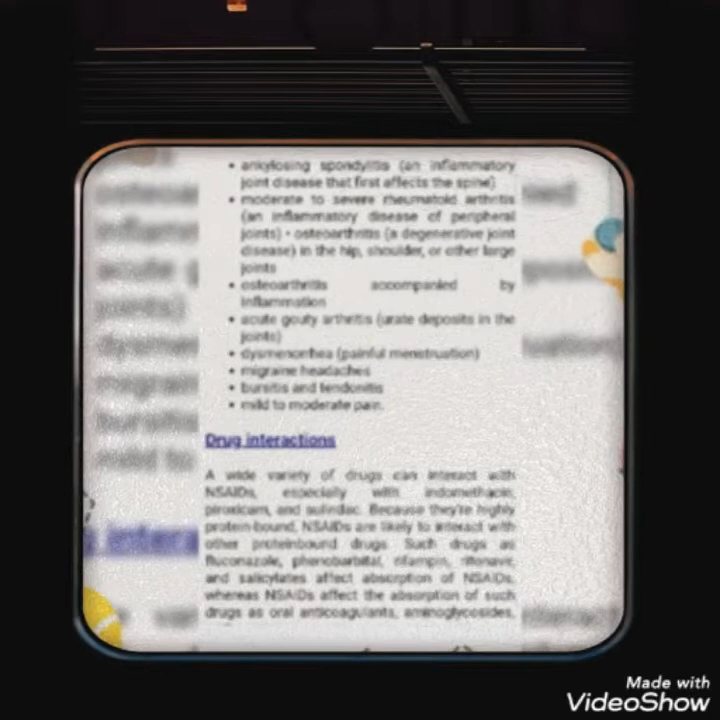 • ankylosing spondylitis (an inflammatory
joint disease that first affects the spine)
• moderate to severe rheumatoid arthritis
(an inflammatory disease of peripheral
joints) • osteoarthritis (a degenerative joint
disease) in the hip, shoulder, or other large
joints
• osteoarthritis accompanied by
inflammation
• acute gouty arthritis (urate deposits in the
joints)
• dysmenorrhea (painful menstruation)
• migraine headaches
• bursitis and tendonitis
• mild to moderate pain.
Drug interactions
A wide variety of drugs can interact with
NSAIDs, especially with indomethacin,
piroxicam, and sulindac. Because they're highly
protein-bound, NSAIDs are likely to interact with
other proteinbound drugs Such drugs as
fluconazole, phenobarbital, rifampin, ritonavir,
and salicylates affect absorption of NSAIDs,
whereas NSAIDs affect the absorption of such
drugs as oral anticoagulants, aminoglycosides,
Made with
VideoShow